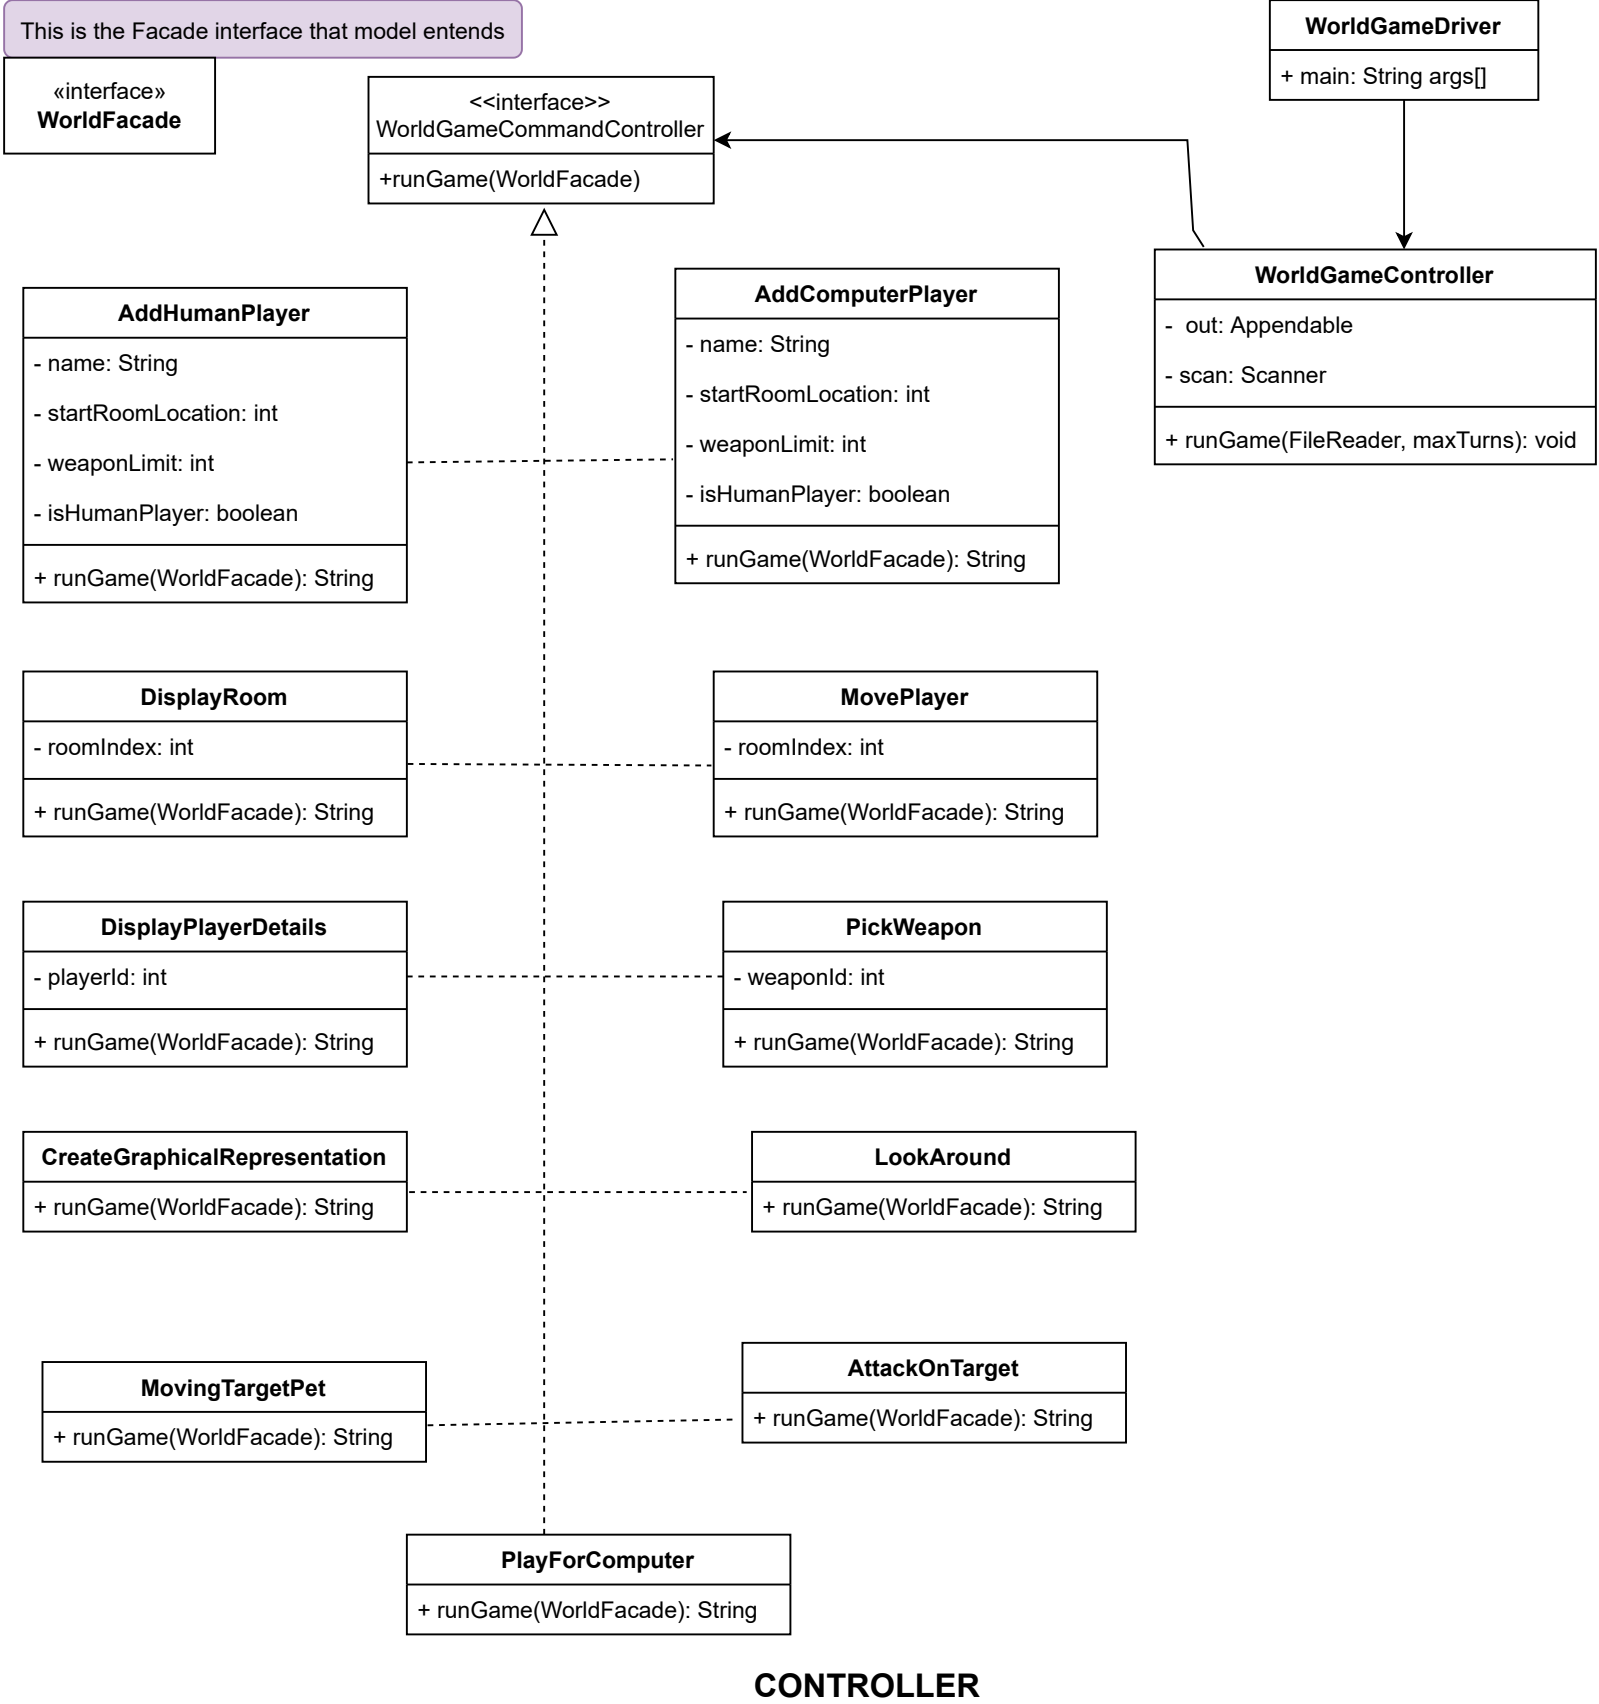 This is the Facade interface that model entends
«interface»
WorldFacade
<<interface>>
WorldGameCommandController
+runGame(WorldFacade)
WorldGameDriver
+ main: String args[]
WorldGameController
-  out: Appendable
- scan: Scanner
+ runGame(FileReader, maxTurns): void
AddHumanPlayer
- name: String
- startRoomLocation: int
- weaponLimit: int
- isHumanPlayer: boolean
+ runGame(WorldFacade): String
AddComputerPlayer
- name: String
- startRoomLocation: int
- weaponLimit: int
- isHumanPlayer: boolean
+ runGame(WorldFacade): String
DisplayRoom
- roomIndex: int
+ runGame(WorldFacade): String
MovePlayer
- roomIndex: int
+ runGame(WorldFacade): String
DisplayPlayerDetails
- playerId: int
+ runGame(WorldFacade): String
PickWeapon
- weaponId: int
+ runGame(WorldFacade): String
CreateGraphicalRepresentation
+ runGame(WorldFacade): String
LookAround
+ runGame(WorldFacade): String
MovingTargetPet
+ runGame(WorldFacade): String
AttackOnTarget
+ runGame(WorldFacade): String
PlayForComputer
+ runGame(WorldFacade): String
CONTROLLER